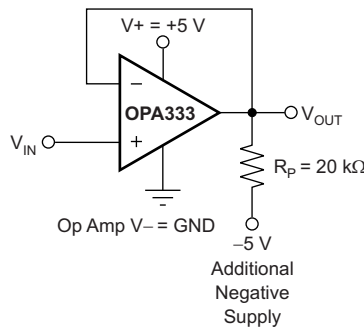 V+ = +5 V
−
OPA333
+
V_IN
V_OUT
R_P = 20 kΩ
Op Amp V− = GND
−5 V
Additional
Negative
Supply